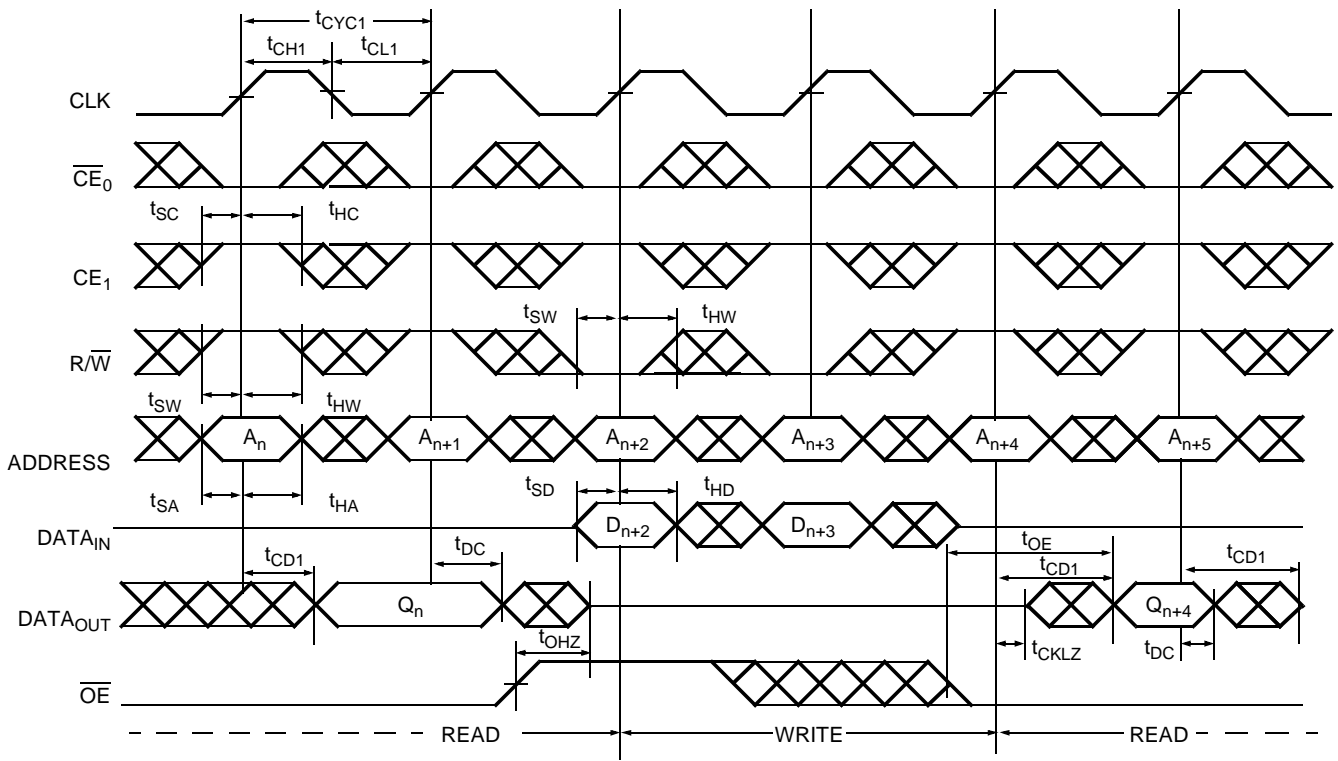 tCYC1
tCH1 tCL1
CLK
CE0
tSC tHC
CE1
tSW tHW
R/W
tSW tHW
An An+1 An+2 An+3 An+4 An+5
ADDRESS
tSA tHA tSD tHD
Dn+2 Dn+3
DATAIN
tOE
tCD1 tDC tCD1 tCD1
Qn Qn+4
DATAOUT
tOHZ tCKLZ tDC
OE
READ WRITE READ